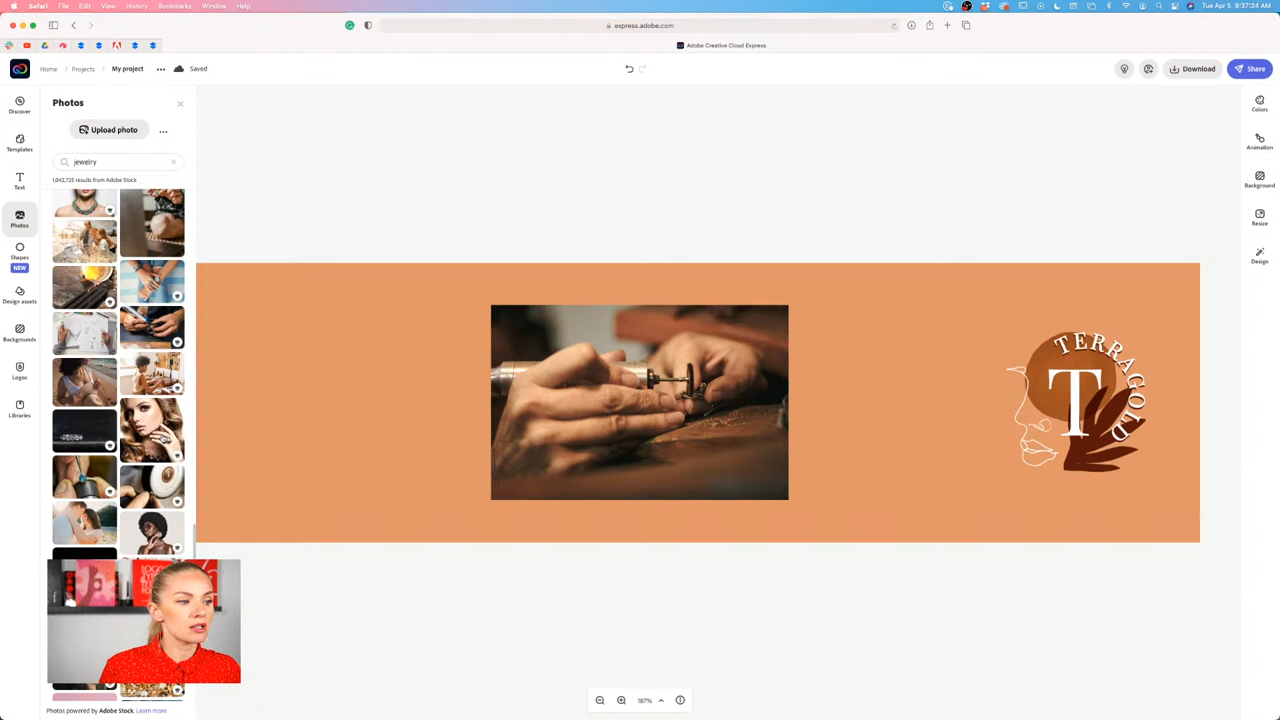 Safari File Edit View History Bookmarks Window Help
Tue Apr 5 9:37:24 AM
express.adobe.com
Adobe Creative Cloud Express
Home Projects My project ... Saved
Download
Share
Photos
Upload photo
...
jewelry
1,042,725 results from Adobe Stock
Discover
Templates
Text
Photos
Shapes
NEW
Design assets
Backgrounds
Logos
Libraries
Colors
Animation
Background
Resize
Design
TERRAGOLD
T
187%
Photos powered by Adobe Stock. Learn more.